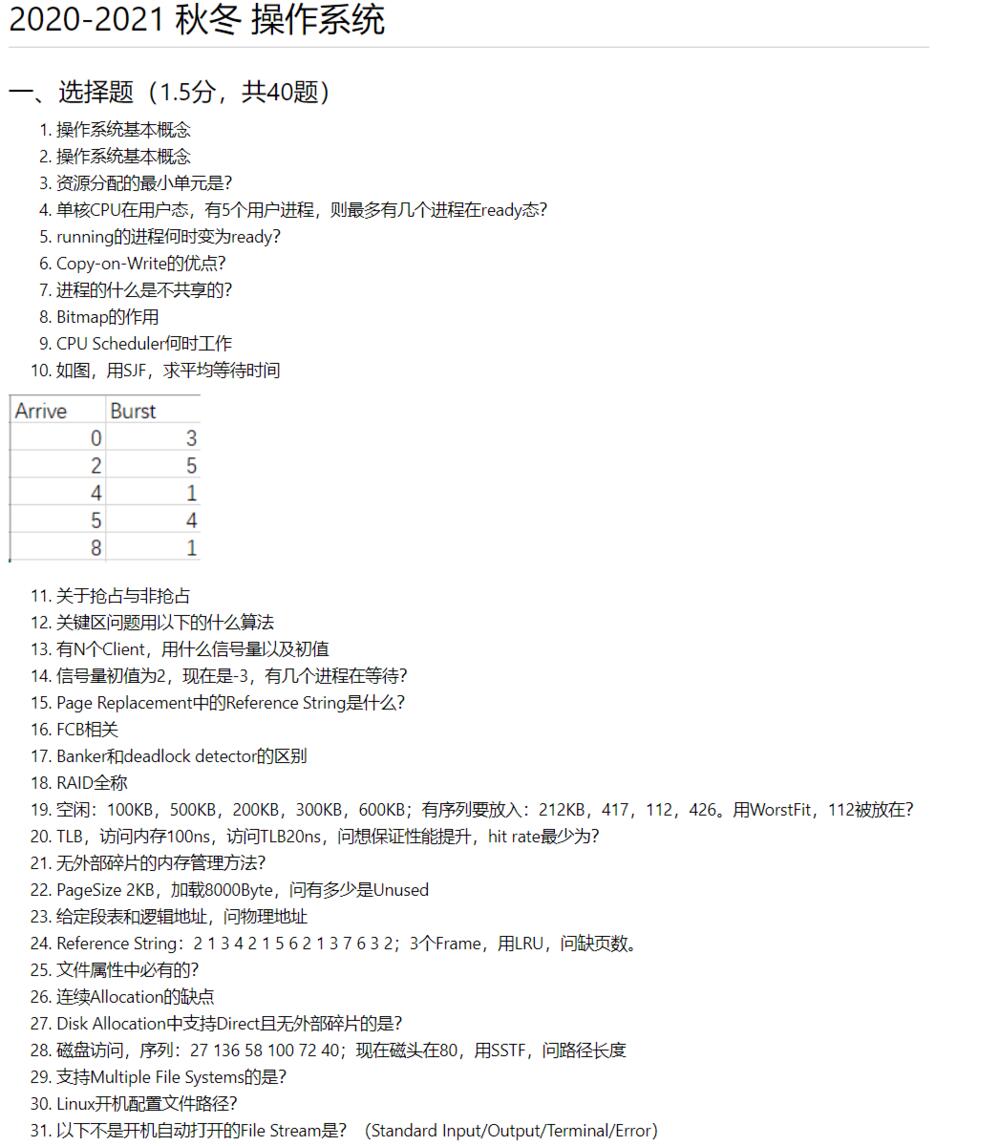 2020-2021 秋冬 操作系统
一、选择题（1.5分，共40题）
1. 操作系统基本概念
2. 操作系统基本概念
3. 资源分配的最小单元是？
4. 单核CPU在用户态，有5个用户进程，则最多有几个进程在ready态？
5. running的进程何时变为ready？
6. Copy-on-Write的优点？
7. 进程的什么是不共享的？
8. Bitmap的作用
9. CPU Scheduler何时工作
10. 如图，用SJF，求平均等待时间
Arrive Burst
0 3
2 5
4 1
5 4
8 1
11. 关于抢占与非抢占
12. 关键区问题用以下的什么算法
13. 有N个Client，用什么信号量以及初值
14. 信号量初值为2，现在是-3，有几个进程在等待？
15. Page Replacement中的Reference String是什么？
16. FCB相关
17. Banker和deadlock detector的区别
18. RAID全称
19. 空闲：100KB，500KB，200KB，300KB，600KB；有序列要放入：212KB，417，112，426。用WorstFit，112被放在？
20. TLB，访问内存100ns，访问TLB20ns，问想保证性能提升，hit rate最少为？
21. 无外部碎片的内存管理方法？
22. PageSize 2KB，加载8000Byte，问有多少是Unused
23. 给定段表和逻辑地址，问物理地址
24. Reference String：2 1 3 4 2 1 5 6 2 1 3 7 6 3 2；3个Frame，用LRU，问缺页数。
25. 文件属性中必有的？
26. 连续Allocation的缺点
27. Disk Allocation中支持Direct且无外部碎片的是？
28. 磁盘访问，序列：27 136 58 100 72 40；现在磁头在80，用SSTF，问路径长度
29. 支持Multiple File Systems的是？
30. Linux开机配置文件路径？
31. 以下不是开机自动打开的File Stream是？（Standard Input/Output/Terminal/Error）